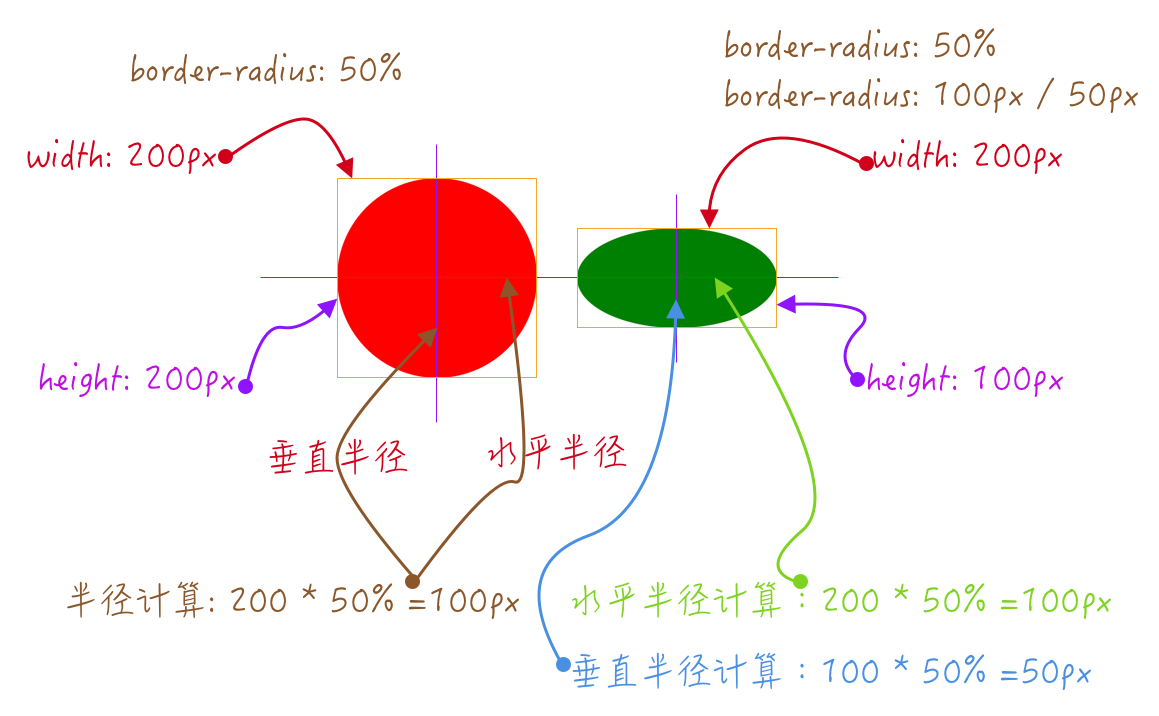 border-radius: 50%
border-radius: 50%
border-radius: 100px / 50px
width: 200px
width: 200px
height: 200px
height: 100px
垂直半径
水平半径
半径计算: 200 * 50% =100px
水平半径计算：200 * 50% =100px
垂直半径计算：100 * 50% =50px